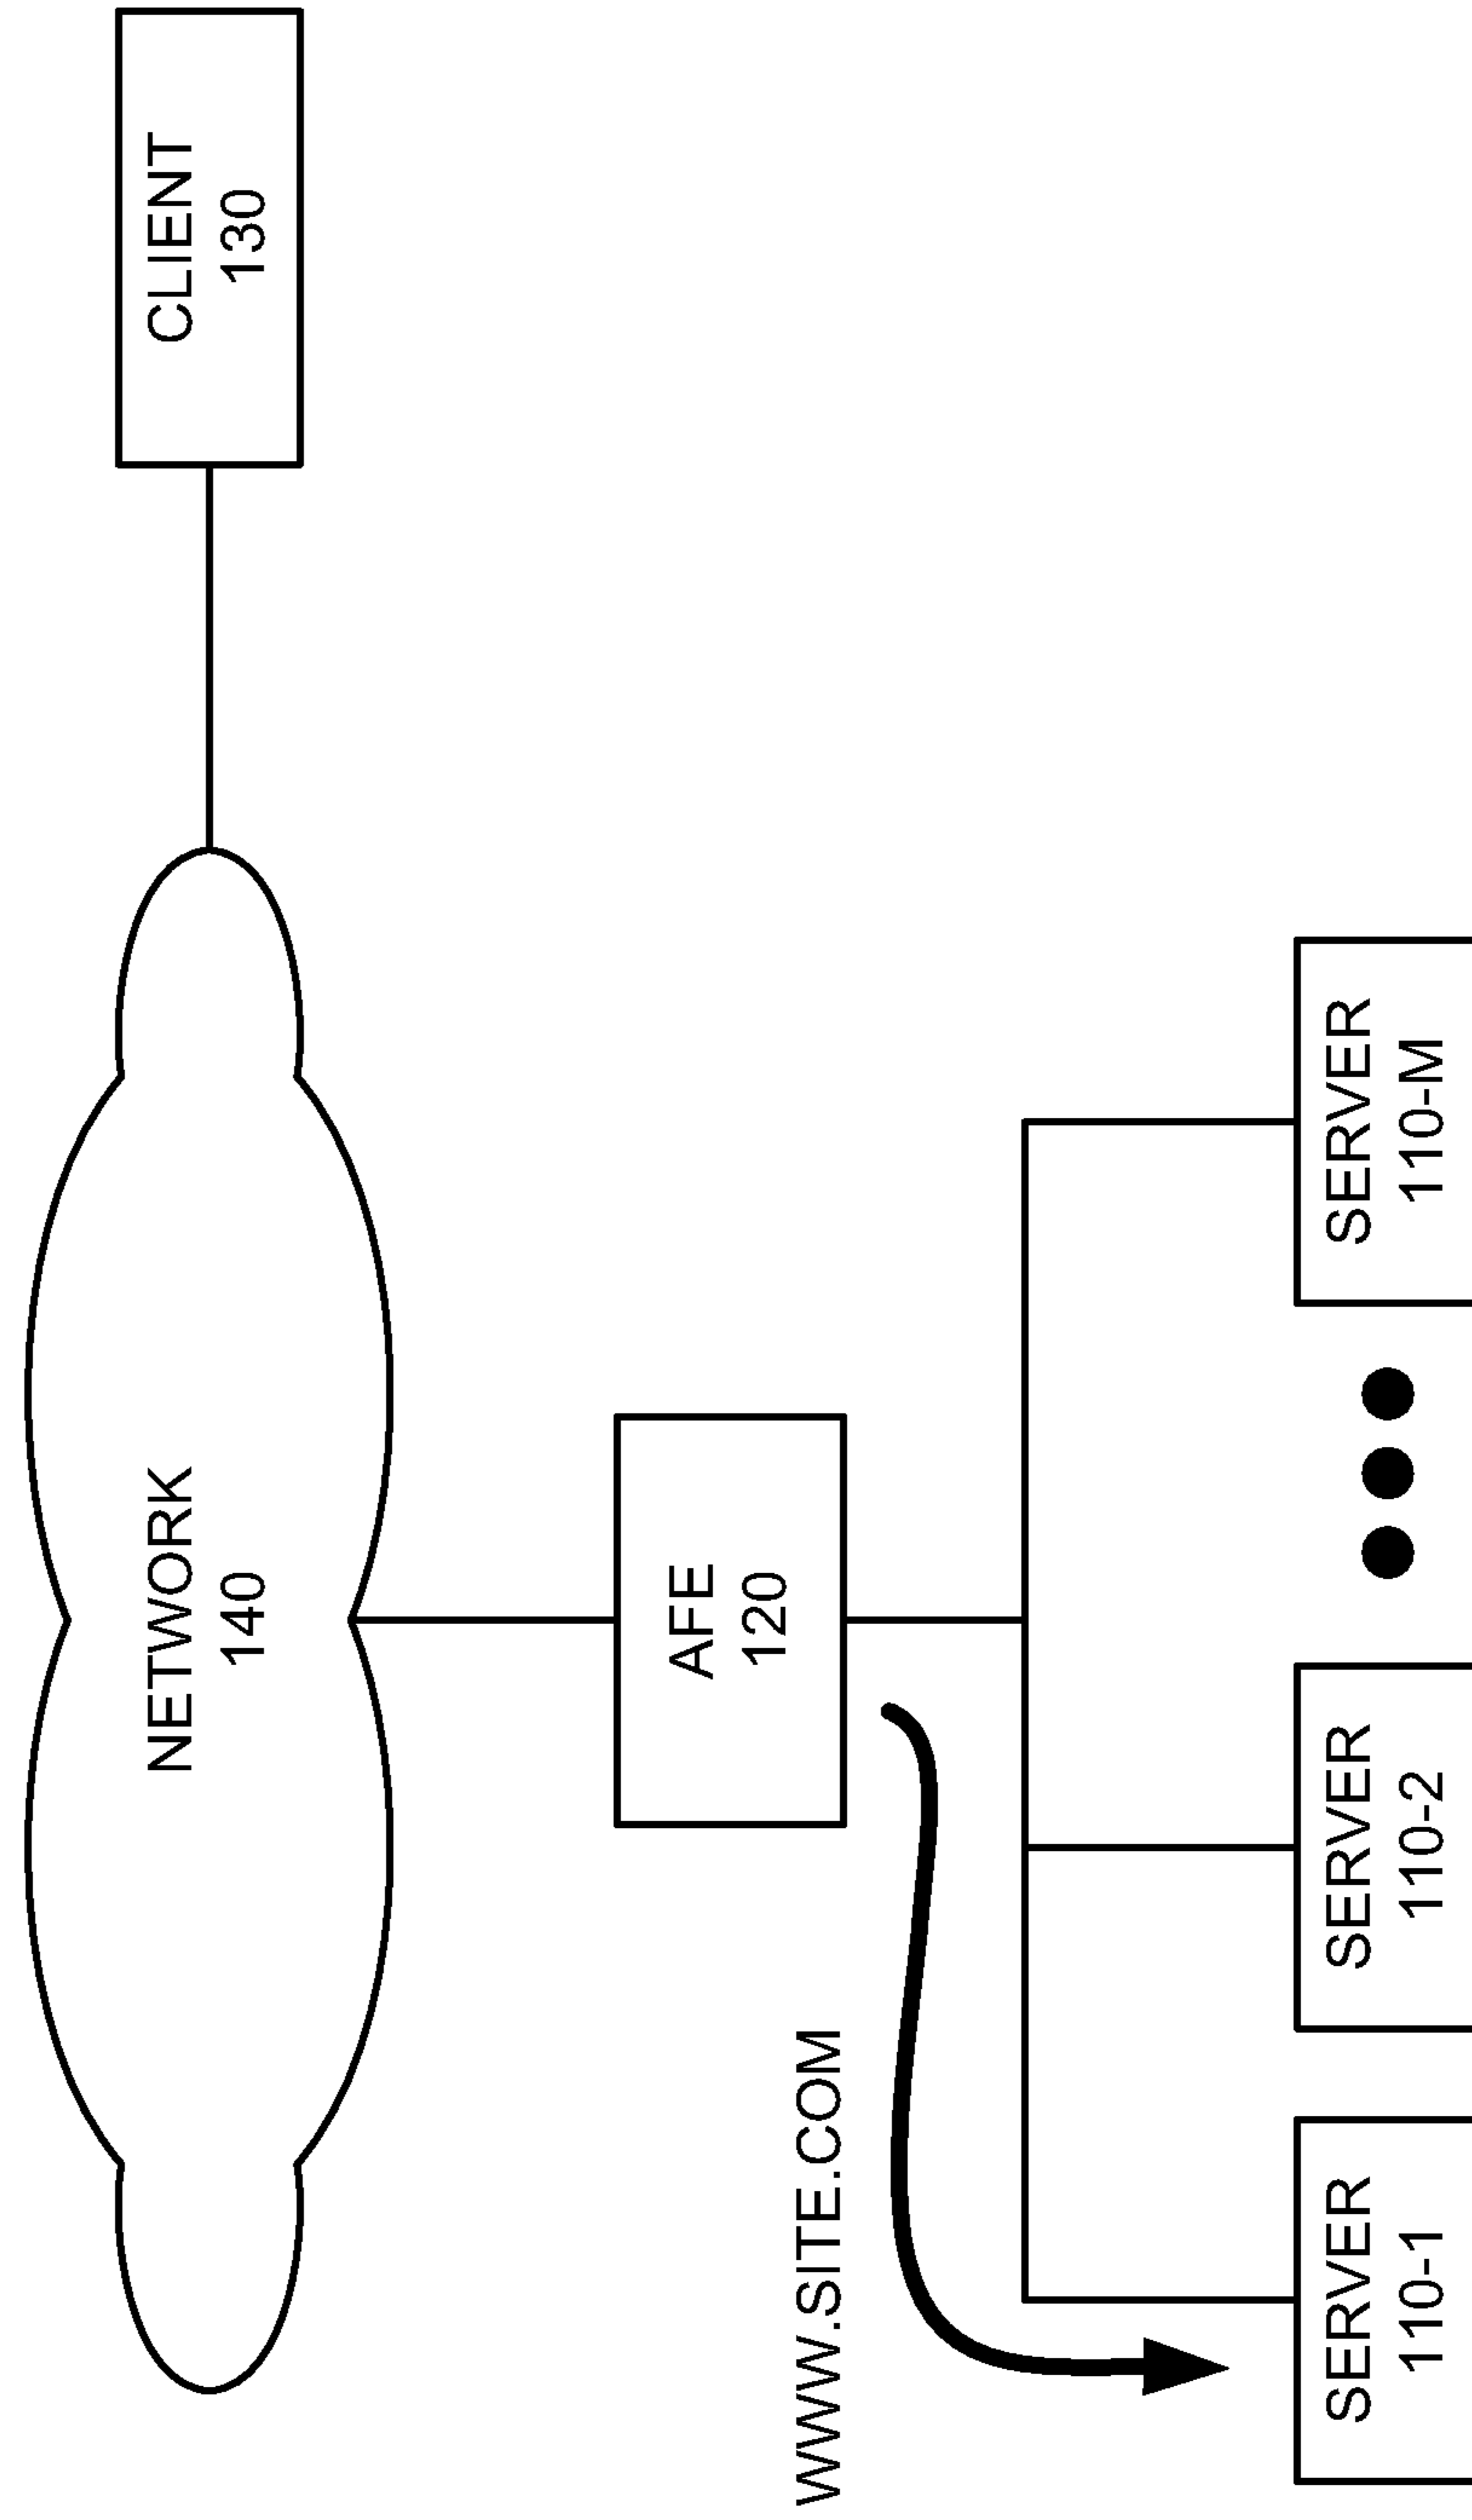 NETWORK
140
CLIENT
130
AFE
120
WWW.SITE.COM
SERVER
110-1
SERVER
110-2
SERVER
110-M